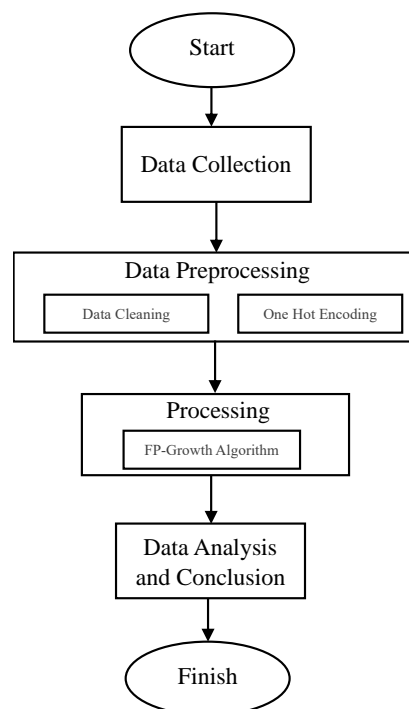 Start
Data Collection
Data Preprocessing
Data Cleaning
One Hot Encoding
Processing
FP-Growth Algorithm
Data Analysis
and Conclusion
Finish